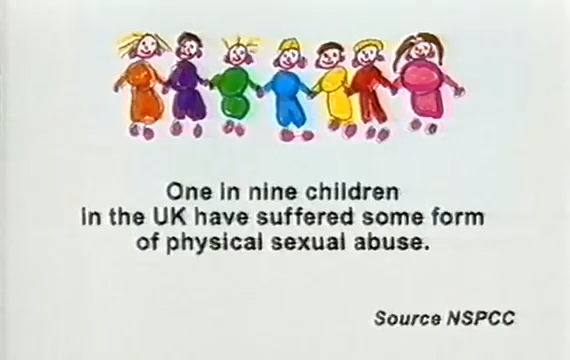 One in nine children
in the UK have suffered some form
of physical sexual abuse.
Source NSPCC